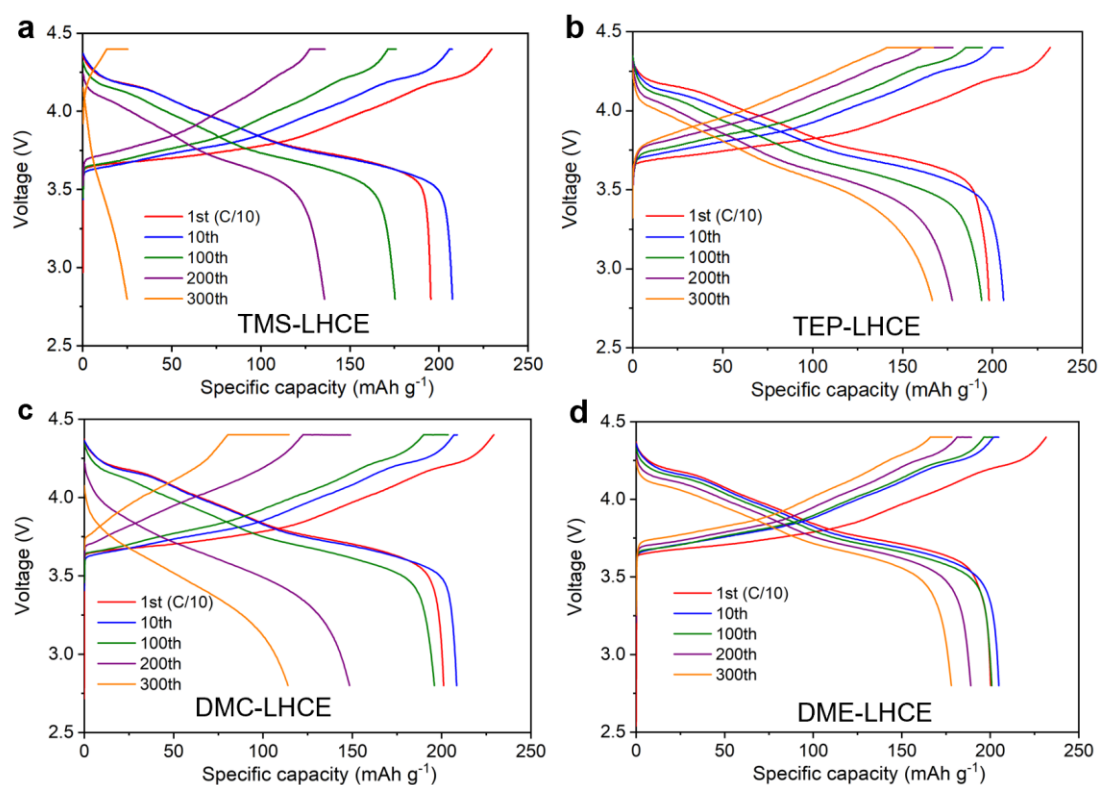 a
4.5
4.0
3.5
3.0
2.5
Voltage (V)
1st (C/10)
10th
100th
200th
300th
TMS-LHCE
0 50 100 150 200 250
Specific capacity (mAh g⁻¹)
b
4.5
4.0
3.5
3.0
2.5
Voltage (V)
1st (C/10)
10th
100th
200th
300th
TEP-LHCE
0 50 100 150 200 250
Specific capacity (mAh g⁻¹)
c
4.5
4.0
3.5
3.0
2.5
Voltage (V)
1st (C/10)
10th
100th
200th
300th
DMC-LHCE
0 50 100 150 200 250
Specific capacity (mAh g⁻¹)
d
4.5
4.0
3.5
3.0
2.5
Voltage (V)
1st (C/10)
10th
100th
200th
300th
DME-LHCE
0 50 100 150 200 250
Specific capacity (mAh g⁻¹)